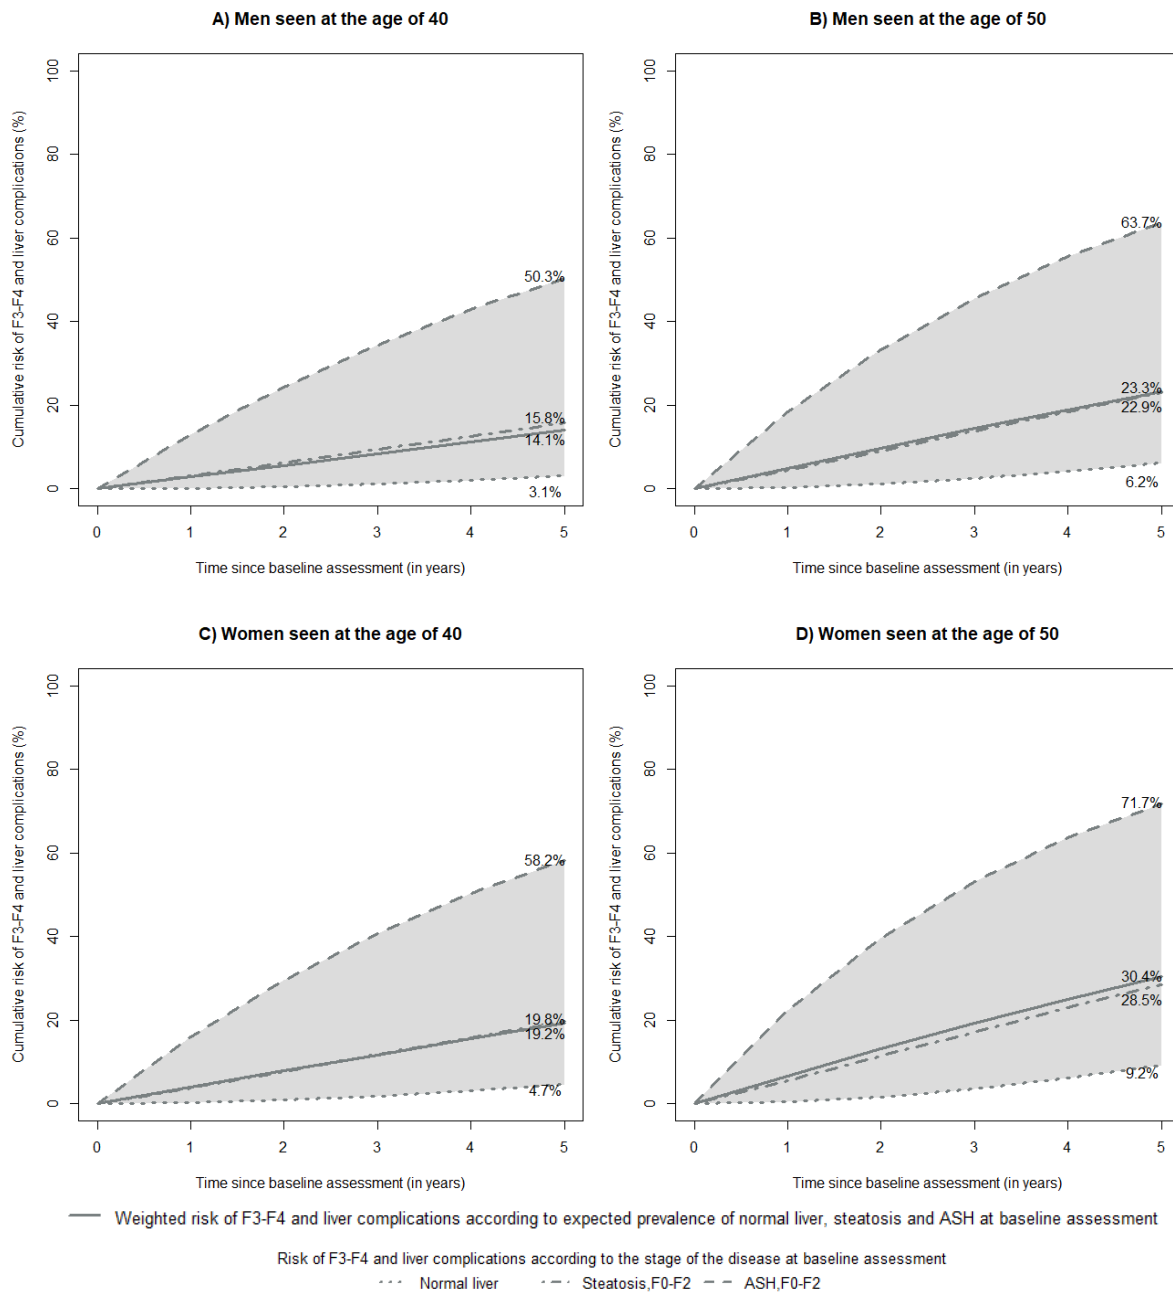 A) Men seen at the age of 40
Cumulative risk of F3-F4 and liver complications (%)
100
80
60
40
20
0
50.3%
15.8%
14.1%
3.1%
0 1 2 3 4 5
Time since baseline assessment (in years)
B) Men seen at the age of 50
Cumulative risk of F3-F4 and liver complications (%)
100
80
60
40
20
0
63.7%
23.3%
22.9%
6.2%
0 1 2 3 4 5
Time since baseline assessment (in years)
C) Women seen at the age of 40
Cumulative risk of F3-F4 and liver complications (%)
100
80
60
40
20
0
58.2%
19.8%
19.2%
4.7%
0 1 2 3 4 5
Time since baseline assessment (in years)
D) Women seen at the age of 50
Cumulative risk of F3-F4 and liver complications (%)
100
80
60
40
20
0
71.7%
30.4%
28.5%
9.2%
0 1 2 3 4 5
Time since baseline assessment (in years)
Weighted risk of F3-F4 and liver complications according to expected prevalence of normal liver, steatosis and ASH at baseline assessment
Risk of F3-F4 and liver complications according to the stage of the disease at baseline assessment
Normal liver Steatosis,F0-F2 ASH,F0-F2